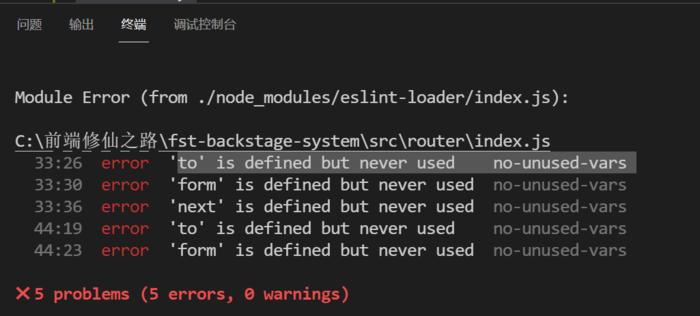 问题 输出 终端 调试控制台
Module Error (from ./node_modules/eslint-loader/index.js):
C:\前端修仙之路\fst-backstage-system\src\router\index.js
33:26 error 'to' is defined but never used no-unused-vars
33:30 error 'form' is defined but never used no-unused-vars
33:36 error 'next' is defined but never used no-unused-vars
44:19 error 'to' is defined but never used no-unused-vars
44:23 error 'form' is defined but never used no-unused-vars
✕ 5 problems (5 errors, 0 warnings)